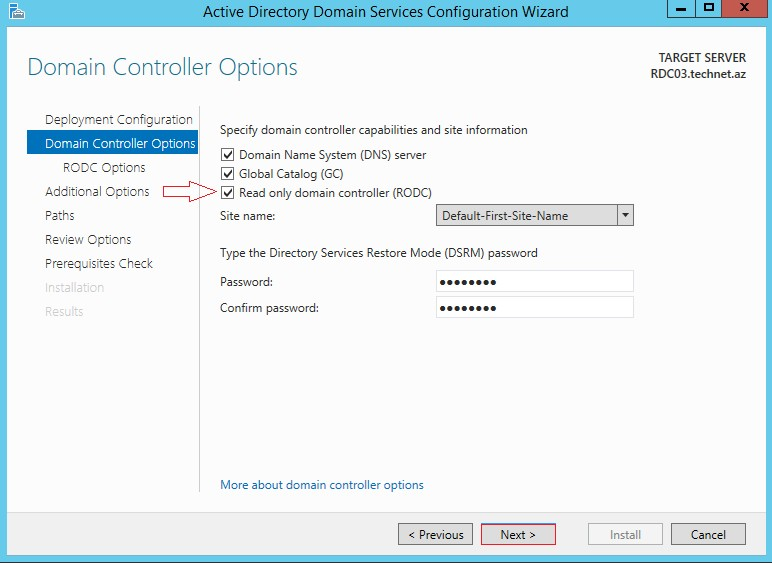 Active Directory Domain Services Configuration Wizard
Domain Controller Options
TARGET SERVER
RDC03.technet.az
Deployment Configuration
Domain Controller Options
RODC Options
Additional Options
Paths
Review Options
Prerequisites Check
Installation
Results
Specify domain controller capabilities and site information
Domain Name System (DNS) server
Global Catalog (GC)
Read only domain controller (RODC)
Site name: Default-First-Site-Name
Type the Directory Services Restore Mode (DSRM) password
Password: ●●●●●●●●
Confirm password: ●●●●●●●●
More about domain controller options
< Previous Next > Install Cancel